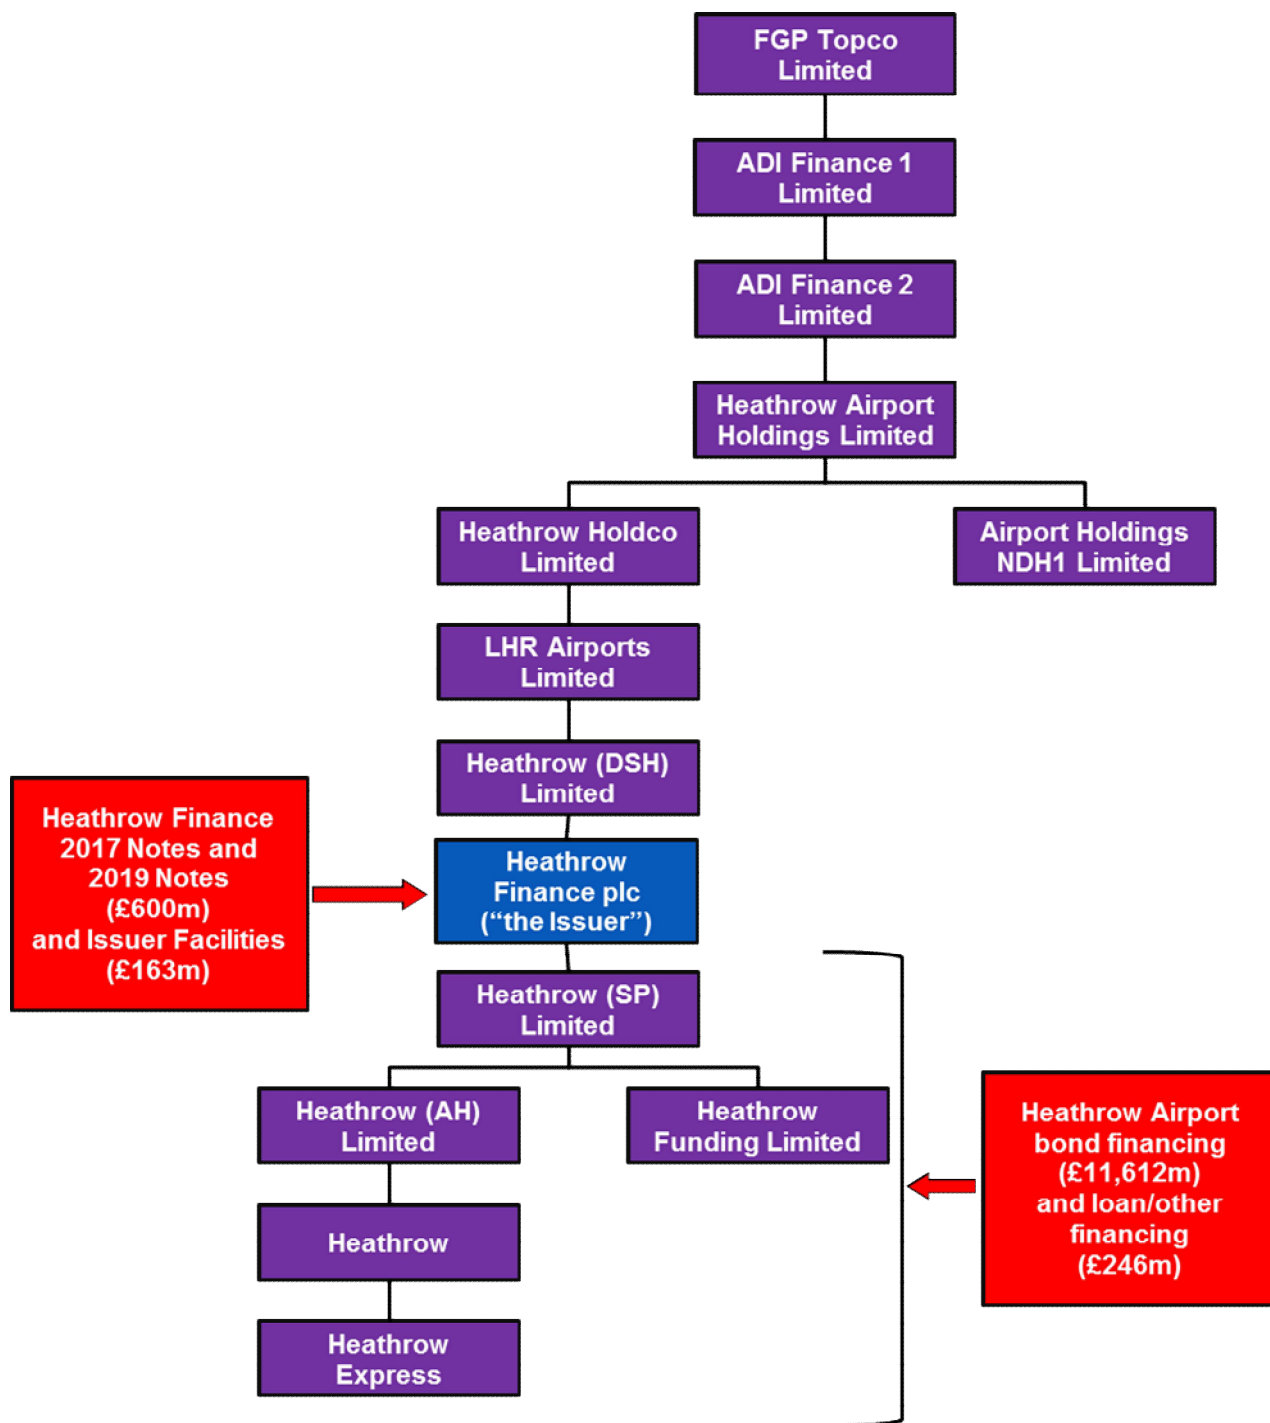 FGP Topco
Limited
ADI Finance 1
Limited
ADI Finance 2
Limited
Heathrow Airport
Holdings Limited
Heathrow Holdco
Limited
Airport Holdings
NDH1 Limited
LHR Airports
Limited
Heathrow (DSH)
Limited
Heathrow Finance
2017 Notes and
2019 Notes
(£600m)
and Issuer Facilities
(£163m)
Heathrow
Finance plc
(“the Issuer”)
Heathrow (SP)
Limited
Heathrow (AH)
Limited
Heathrow
Funding Limited
Heathrow Airport
bond financing
(£11,612m)
and loan/other
financing
(£246m)
Heathrow
Heathrow
Express